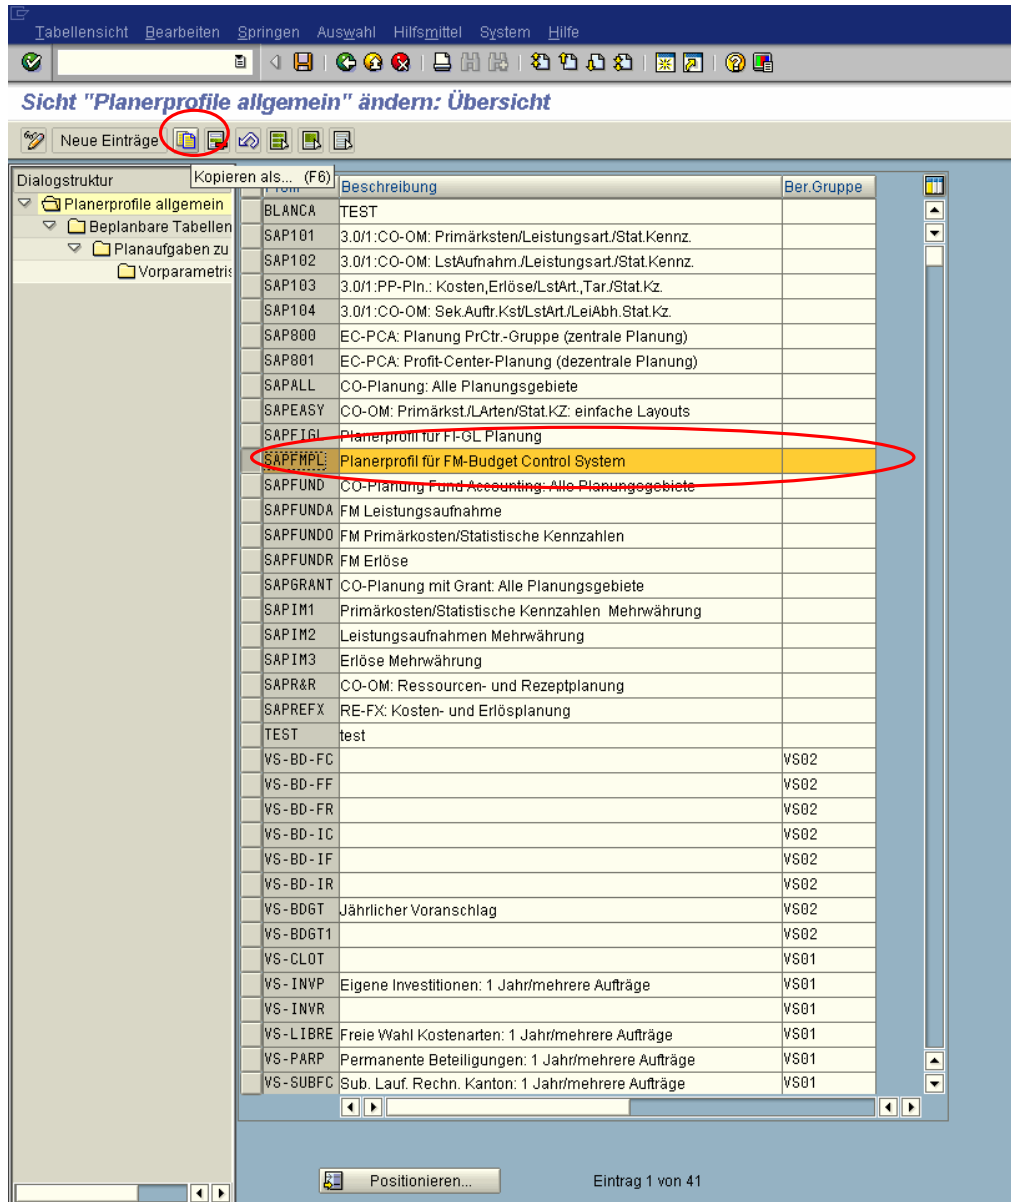 Tabellensicht Bearbeiten Springen Auswahl Hilfsmittel System Hilfe
Sicht "Planerprofile allgemein" ändern: Übersicht
Neue Einträge
Kopieren als... (F6)
Dialogstruktur
Planerprofile allgemein
Beplanbare Tabellen
Planaufgaben zu
Vorparametris
Beschreibung Ber.Gruppe
BLANCA TEST
SAP101 3.0/1:CO-OM: Primärksten/Leistungsart./Stat.Kennz.
SAP102 3.0/1:CO-OM: LstAufnahm./Leistungsart./Stat.Kennz.
SAP103 3.0/1:PP-Pln.: Kosten,Erlöse/LstArt.,Tar./Stat.Kz.
SAP104 3.0/1:CO-OM: Sek.Auftr.Kst/LstArt./LeiAbh.Stat.Kz.
SAP800 EC-PCA: Planung PrCtr.-Gruppe (zentrale Planung)
SAP801 EC-PCA: Profit-Center-Planung (dezentrale Planung)
SAPALL CO-Planung: Alle Planungsgebiete
SAPEASY CO-OM: Primärkst./LArten/Stat.KZ: einfache Layouts
SAPFIGL Planerprofil für FI-GL Planung
SAPFMPL Planerprofil für FM-Budget Control System
SAPFUND CO-Planung Fund Accounting: Alle Planungsgebiete
SAPFUNDA FM Leistungsaufnahme
SAPFUNDO FM Primärkosten/Statistische Kennzahlen
SAPFUNDR FM Erlöse
SAPGRANT CO-Planung mit Grant: Alle Planungsgebiete
SAPIM1 Primärkosten/Statistische Kennzahlen Mehrwährung
SAPIM2 Leistungsaufnahmen Mehrwährung
SAPIM3 Erlöse Mehrwährung
SAPR&R CO-OM: Ressourcen- und Rezeptplanung
SAPREFX RE-FX: Kosten- und Erlösplanung
TEST test
VS-BD-FC VS02
VS-BD-FF VS02
VS-BD-FR VS02
VS-BD-IC VS02
VS-BD-IF VS02
VS-BD-IR VS02
VS-BDGT Jährlicher Voranschlag VS02
VS-BDGT1 VS02
VS-CLOT VS01
VS-INVP Eigene Investitionen: 1 Jahr/mehrere Aufträge VS01
VS-INVR VS01
VS-LIBRE Freie Wahl Kostenarten: 1 Jahr/mehrere Aufträge VS01
VS-PARP Permanente Beteiligungen: 1 Jahr/mehrere Aufträge VS01
VS-SUBFC Sub. Lauf. Rechn. Kanton: 1 Jahr/mehrere Aufträge VS01
Positionieren... Eintrag 1 von 41